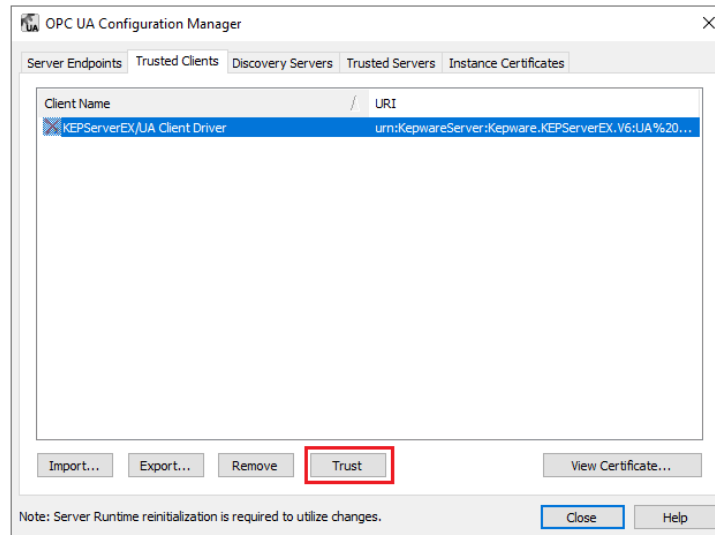 OPC UA Configuration Manager
Server Endpoints Trusted Clients Discovery Servers Trusted Servers Instance Certificates
Client Name / URI
KEPServerEX/UA Client Driver urn:KepwareServer:Kepware.KEPServerEX.V6:UA%20...
Import... Export... Remove Trust View Certificate...
Note: Server Runtime reinitialization is required to utilize changes. Close Help